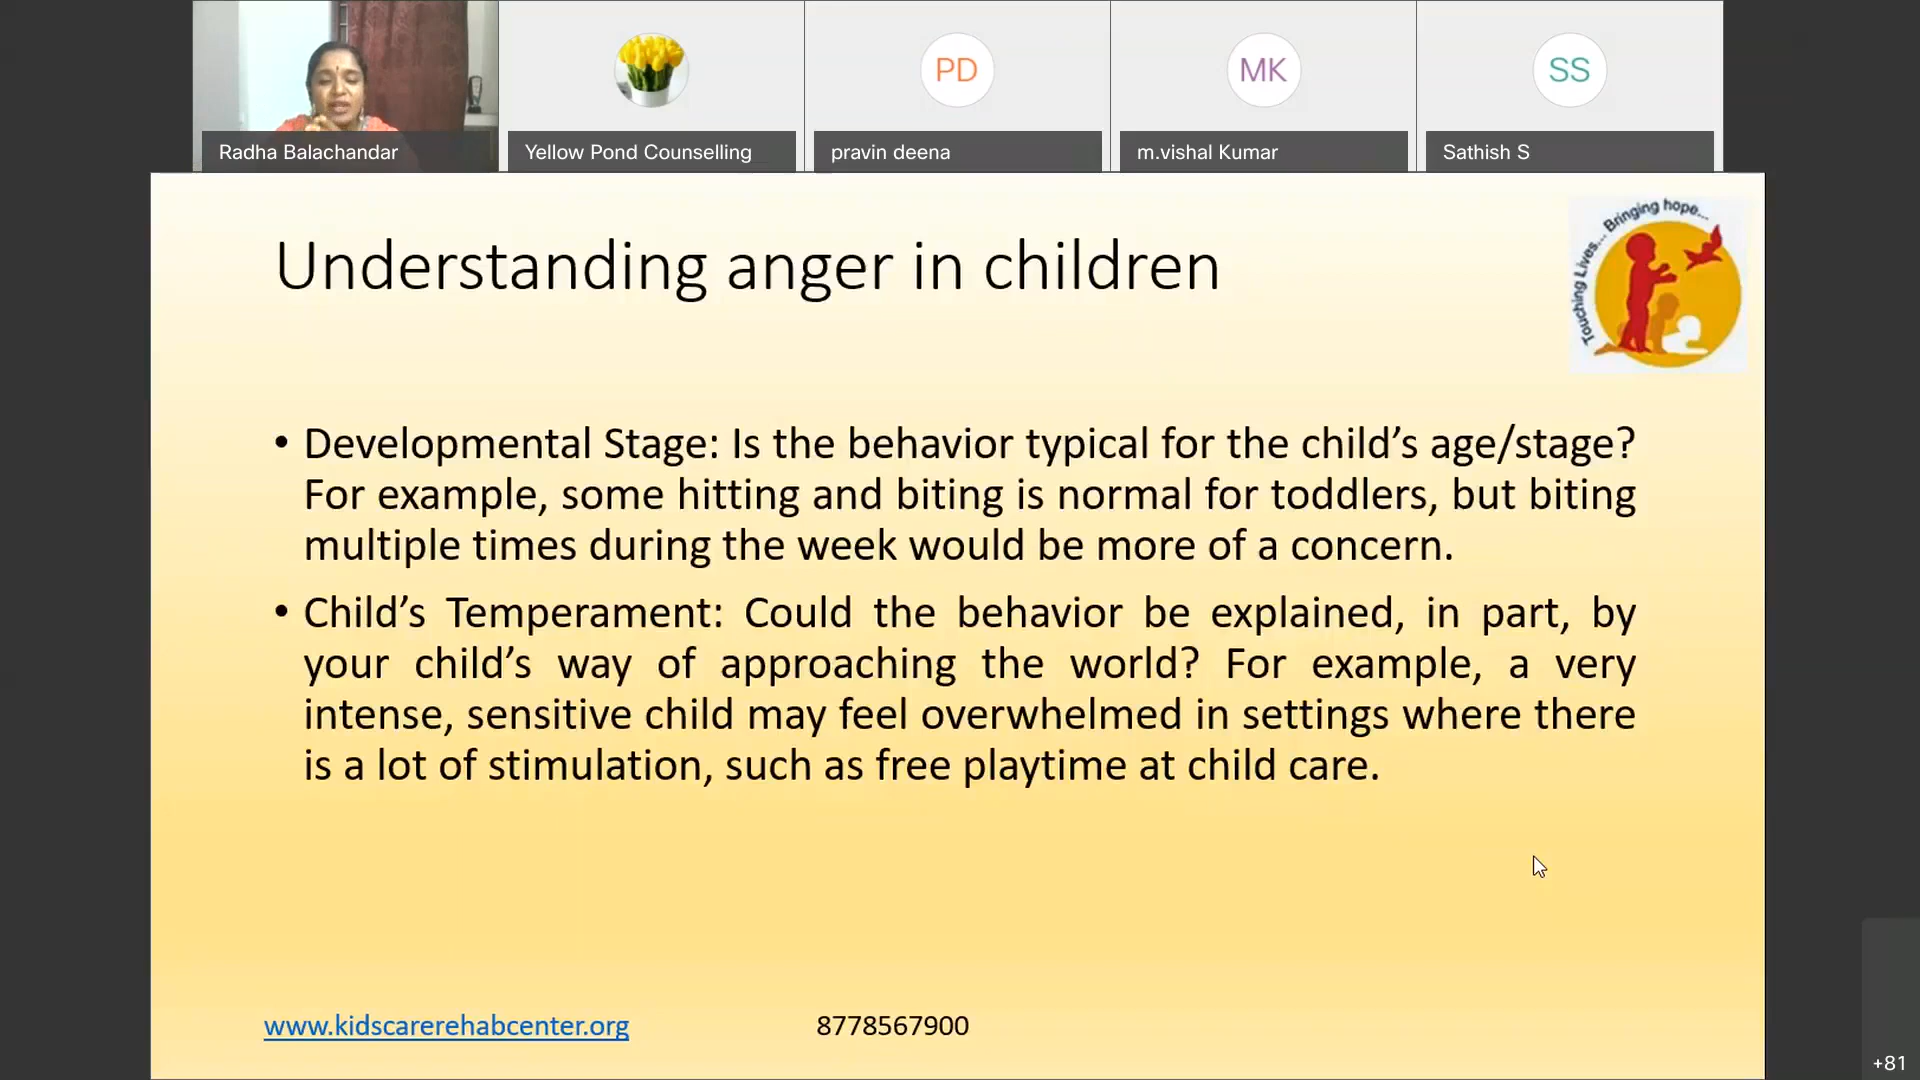 Radha Balachandar
Yellow Pond Counselling
PD
pravin deena
MK
m.vishal Kumar
SS
Sathish S
Understanding anger in children
Touching Lives... Bringing hope...
• Developmental Stage: Is the behavior typical for the child’s age/stage?
For example, some hitting and biting is normal for toddlers, but biting
multiple times during the week would be more of a concern.
• Child’s Temperament: Could the behavior be explained, in part, by
your child’s way of approaching the world? For example, a very
intense, sensitive child may feel overwhelmed in settings where there
is a lot of stimulation, such as free playtime at child care.
www.kidscarerehabcenter.org
8778567900
+81